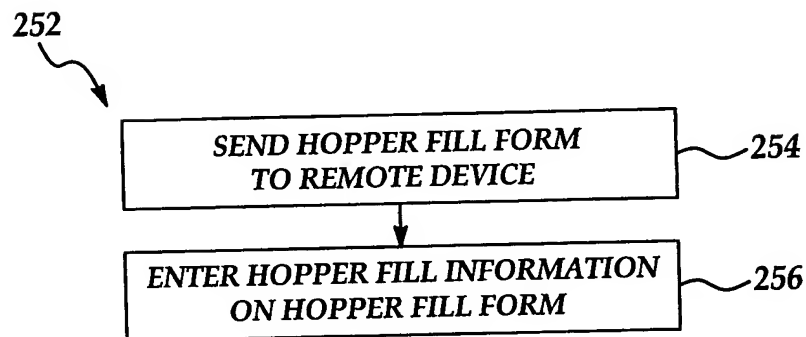 252
SEND HOPPER FILL FORM
TO REMOTE DEVICE
254
ENTER HOPPER FILL INFORMATION
ON HOPPER FILL FORM
256